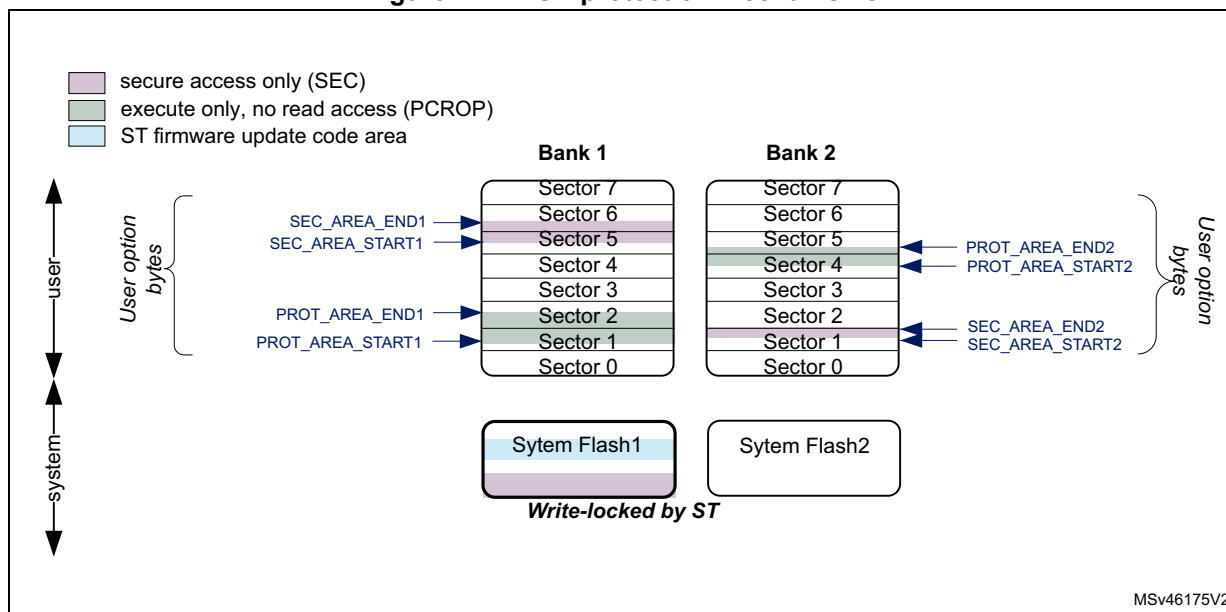 secure access only (SEC)
execute only, no read access (PCROP)
ST firmware update code area
Bank 1
Bank 2
user
system
User option
bytes
SEC_AREA_END1
SEC_AREA_START1
PROT_AREA_END1
PROT_AREA_START1
Sector 7
Sector 6
Sector 5
Sector 4
Sector 3
Sector 2
Sector 1
Sector 0
Sector 7
Sector 6
Sector 5
Sector 4
Sector 3
Sector 2
Sector 1
Sector 0
PROT_AREA_END2
PROT_AREA_START2
SEC_AREA_END2
SEC_AREA_START2
User option
bytes
Sytem Flash1
Sytem Flash2
Write-locked by ST
MSv46175V2